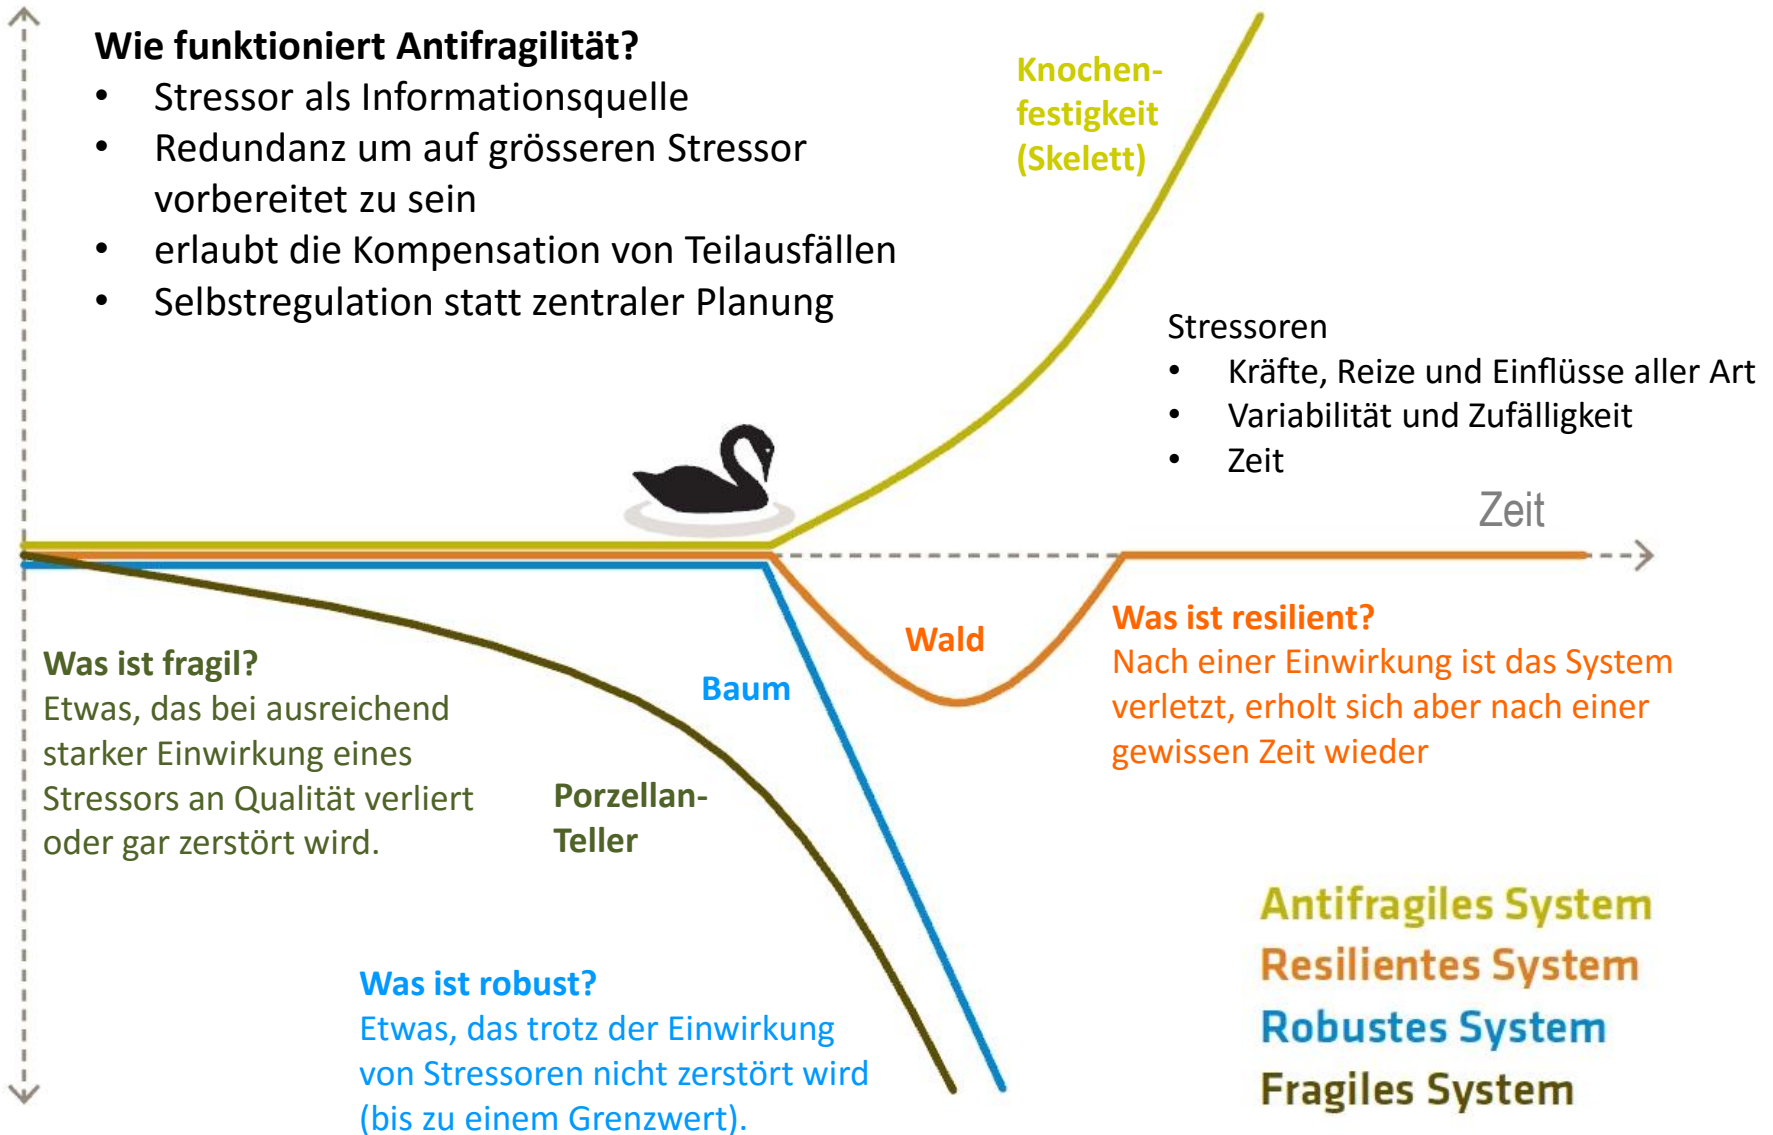 Wie funktioniert Antifragilität?
• Stressor als Informationsquelle
• Redundanz um auf grösseren Stressor
vorbereitet zu sein
• erlaubt die Kompensation von Teilausfällen
• Selbstregulation statt zentraler Planung
Knochen-
festigkeit
(Skelett)
Stressoren
• Kräfte, Reize und Einflüsse aller Art
• Variabilität und Zufälligkeit
• Zeit
Zeit
Was ist fragil?
Etwas, das bei ausreichend
starker Einwirkung eines
Stressors an Qualität verliert
oder gar zerstört wird.
Porzellan-
Teller
Baum
Wald
Was ist resilient?
Nach einer Einwirkung ist das System
verletzt, erholt sich aber nach einer
gewissen Zeit wieder
Was ist robust?
Etwas, das trotz der Einwirkung
von Stressoren nicht zerstört wird
(bis zu einem Grenzwert).
Antifragiles System
Resilientes System
Robustes System
Fragiles System